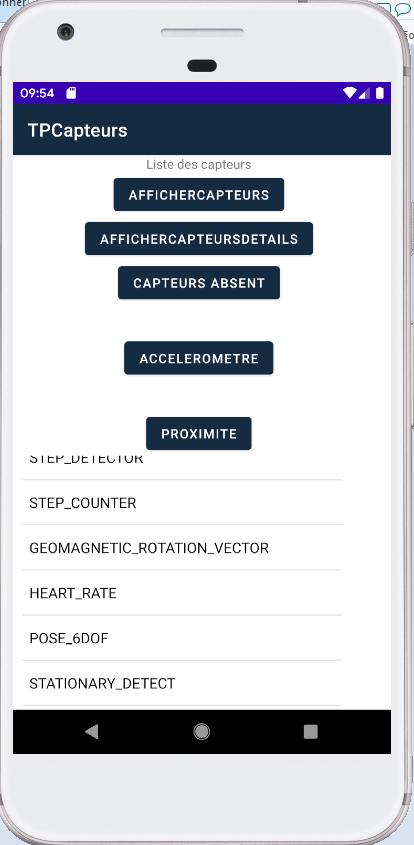 09:54
TPCapteurs
Liste des capteurs
AFFICHERCAPTEURS
AFFICHERCAPTEURSDETAILS
CAPTEURS ABSENT
ACCELEROMETRE
PROXIMITE
STEP_DETECTOR
STEP_COUNTER
GEOMAGNETIC_ROTATION_VECTOR
HEART_RATE
POSE_6DOF
STATIONARY_DETECT